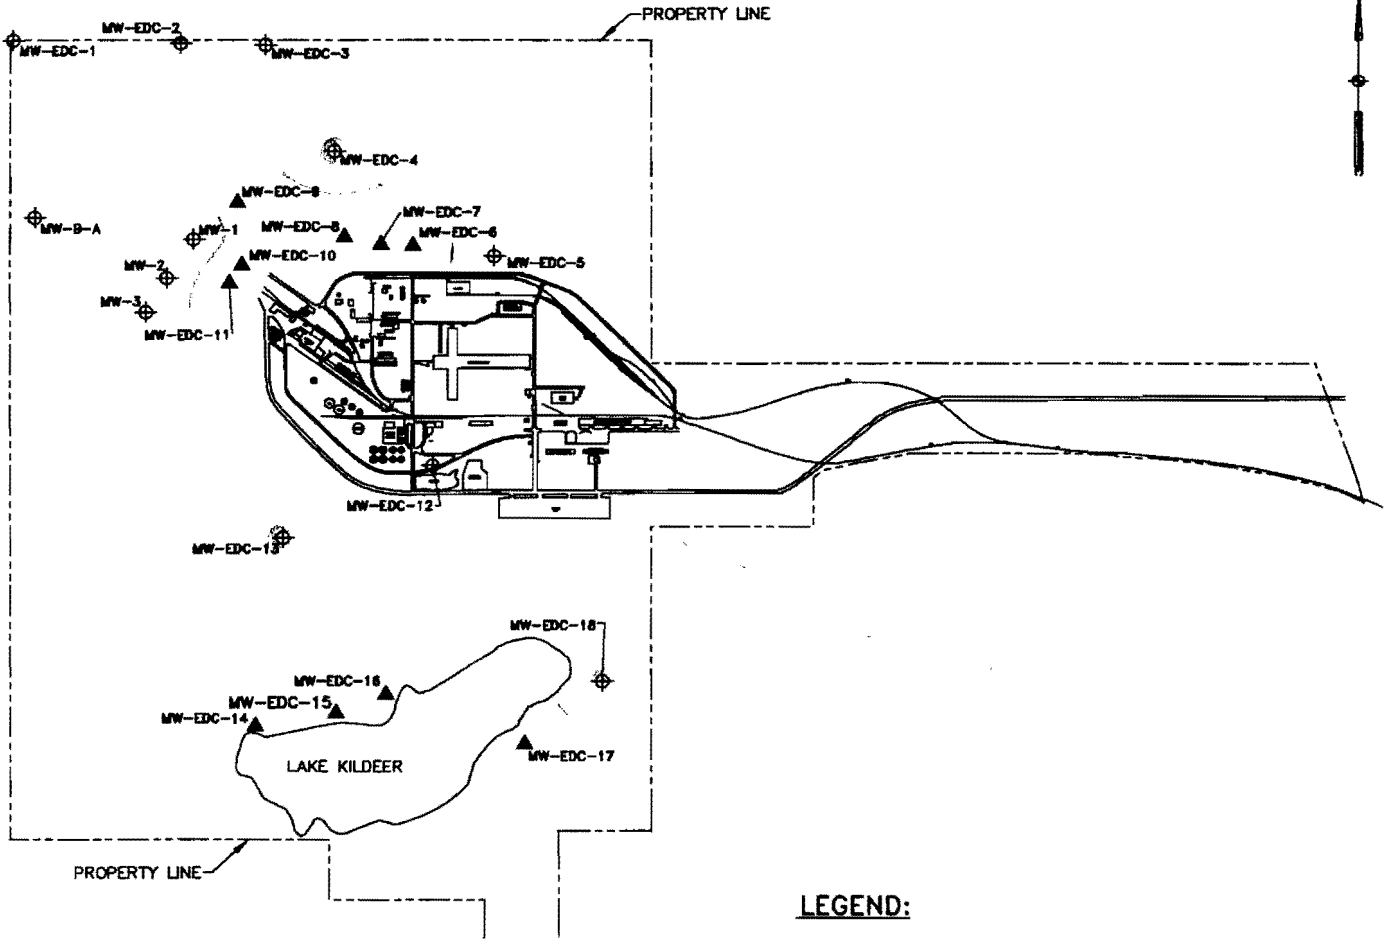 PROPERTY LINE
MW-EDC-2
MW-EDC-1
MW-EDC-3
MW-EDC-4
MW-EDC-9
MW-B-A
MW-1
MW-EDC-8
MW-EDC-7
MW-EDC-6
MW-EDC-10
MW-EDC-5
MW-2
MW-3
MW-EDC-11
MW-EDC-12
MW-EDC-13
MW-EDC-18
MW-EDC-16
MW-EDC-15
MW-EDC-14
MW-EDC-17
LAKE KILDEER
PROPERTY LINE
LEGEND: